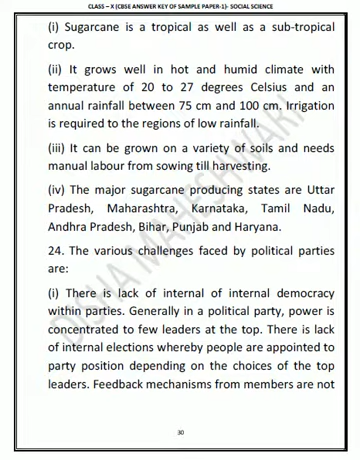 CLASS – X (CBSE ANSWER KEY OF SAMPLE PAPER-1)- SOCIAL SCIENCE
(i) Sugarcane is a tropical as well as a sub-tropical
crop.
(ii) It grows well in hot and humid climate with
temperature of 20 to 27 degrees Celsius and an
annual rainfall between 75 cm and 100 cm. Irrigation
is required to the regions of low rainfall.
(iii) It can be grown on a variety of soils and needs
manual labour from sowing till harvesting.
(iv) The major sugarcane producing states are Uttar
Pradesh, Maharashtra, Karnataka, Tamil Nadu,
Andhra Pradesh, Bihar, Punjab and Haryana.
24. The various challenges faced by political parties
are:
(i) There is lack of internal of internal democracy
within parties. Generally in a political party, power is
concentrated to few leaders at the top. There is lack
of internal elections whereby people are appointed to
party position depending on the choices of the top
leaders. Feedback mechanisms from members are not
30
DISHA MAHESHWARI